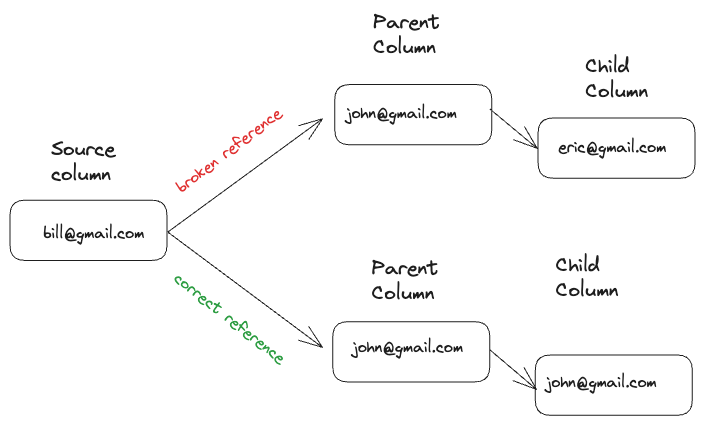 Parent
Column
john@gmail.com
Child
Column
eric@gmail.com
broken reference
Source
column
bill@gmail.com
correct reference
Parent
Column
john@gmail.com
Child
Column
john@gmail.com